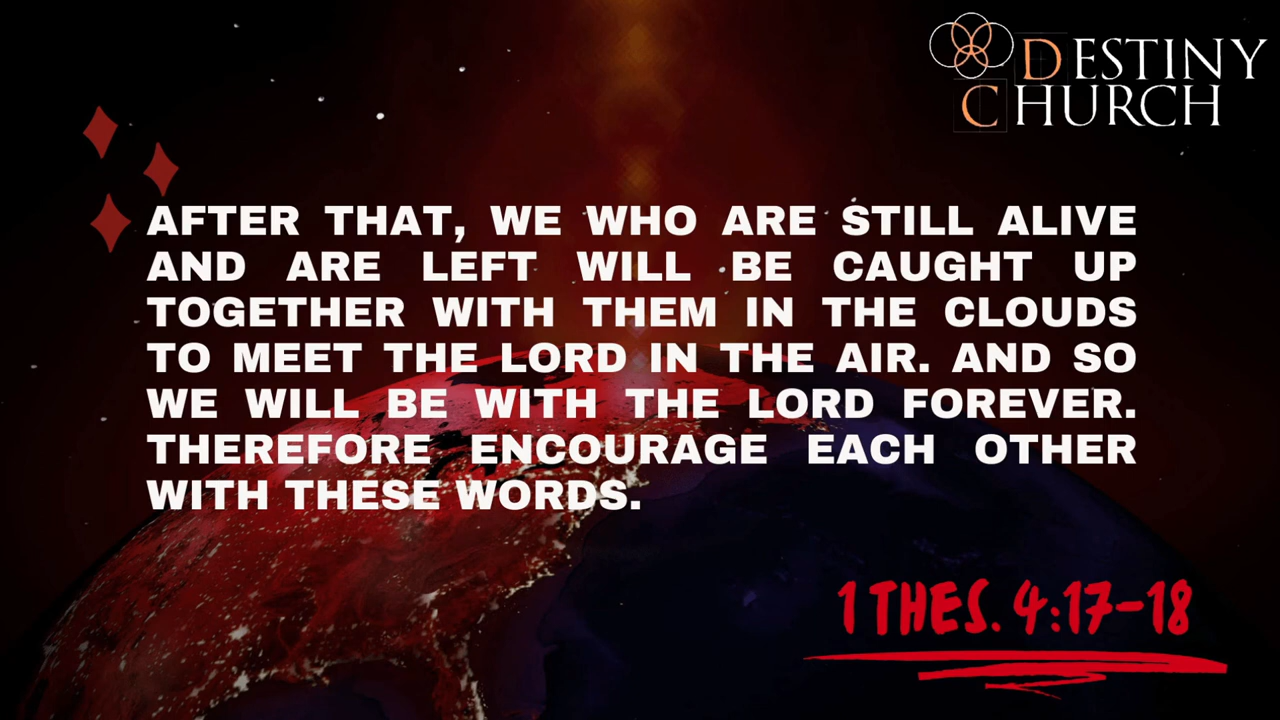 DESTINY
CHURCH
AFTER THAT, WE WHO ARE STILL ALIVE
AND ARE LEFT WILL BE CAUGHT UP
TOGETHER WITH THEM IN THE CLOUDS
TO MEET THE LORD IN THE AIR. AND SO
WE WILL BE WITH THE LORD FOREVER.
THEREFORE ENCOURAGE EACH OTHER
WITH THESE WORDS.
1 THES. 4:17-18